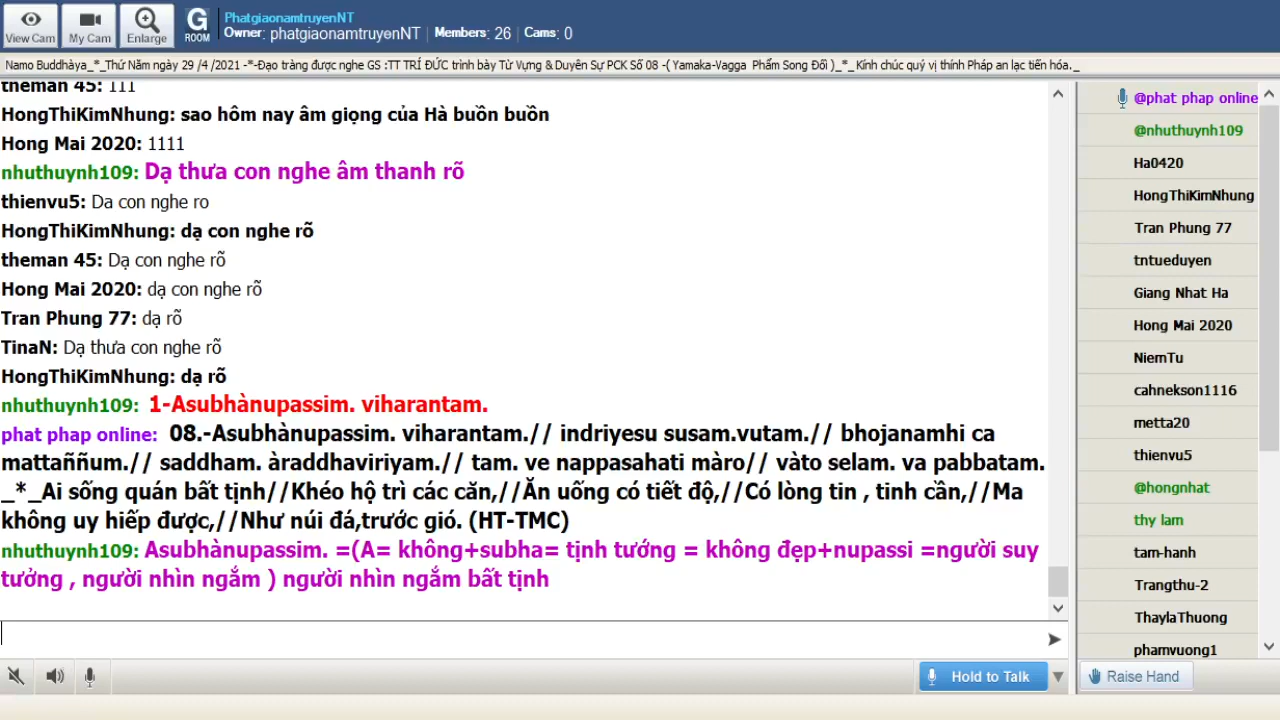 View Cam
My Cam
Enlarge
G
ROOM
PhatgiaonamtruyenNT
Owner: phatgiaonamtruyenNT | Members: 26 | Cams: 0
Namo Buddhàya_*_Thứ Năm ngày 29 /4 /2021 -*-Đạo tràng được nghe GS :TT TRÍ ĐỨC trình bày Từ Vựng & Duyên Sự PCK Số 08 -( Yamaka-Vagga Phẩm Song Đối )_*_ Kính chúc quý vị thính Pháp an lạc tiến hóa._
theman 45: 111
HongThiKimNhung: sao hôm nay âm giọng của Hà buồn buồn
Hong Mai 2020: 1111
nhuthuynh109: Dạ thưa con nghe âm thanh rõ
thienvu5: Da con nghe ro
HongThiKimNhung: dạ con nghe rõ
theman 45: Dạ con nghe rõ
Hong Mai 2020: dạ con nghe rõ
Tran Phung 77: dạ rõ
TinaN: Dạ thưa con nghe rõ
HongThiKimNhung: dạ rõ
nhuthuynh109: 1-Asubhànupassim. viharantam.
phat phap online: 08.-Asubhànupassim. viharantam.// indriyesu susam.vutam.// bhojanamhi ca
mattaññum.// saddham. àraddhaviriyam.// tam. ve nappasahati màro// vàto selam. va pabbatam.
_*_Ai sống quán bất tịnh//Khéo hộ trì các căn,//Ăn uống có tiết độ,//Có lòng tin , tinh cần,//Ma
không uy hiếp được,//Như núi đá,trước gió. (HT-TMC)
nhuthuynh109: Asubhànupassim. =(A= không+subha= tịnh tướng = không đẹp+nupassi =người suy
tưởng , người nhìn ngắm ) người nhìn ngắm bất tịnh
Hold to Talk
@phat phap online
@nhuthuynh109
Ha0420
HongThiKimNhung
Tran Phung 77
tntueduyen
Giang Nhat Ha
Hong Mai 2020
NiemTu
cahnekson1116
metta20
thienvu5
@hongnhat
thy lam
tam-hanh
Trangthu-2
ThaylaThuong
phamvuong1
Raise Hand